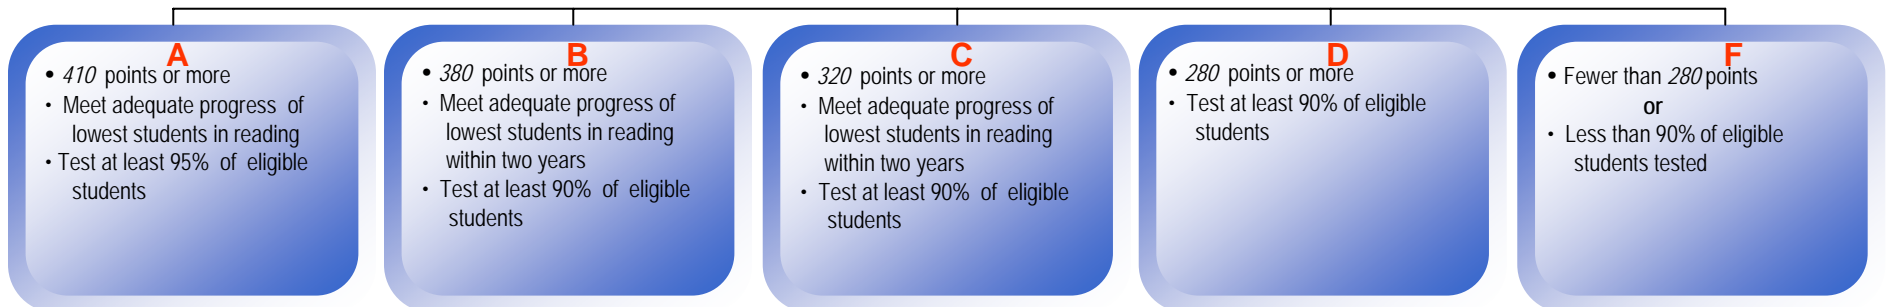 A
• 410 points or more
• Meet adequate progress of
lowest students in reading
• Test at least 95% of eligible
students
B
• 380 points or more
• Meet adequate progress of
lowest students in reading
within two years
• Test at least 90% of eligible
students
C
• 320 points or more
• Meet adequate progress of
lowest students in reading
within two years
• Test at least 90% of eligible
students
D
• 280 points or more
• Test at least 90% of eligible
students
F
• Fewer than 280 points
or
• Less than 90% of eligible
students tested